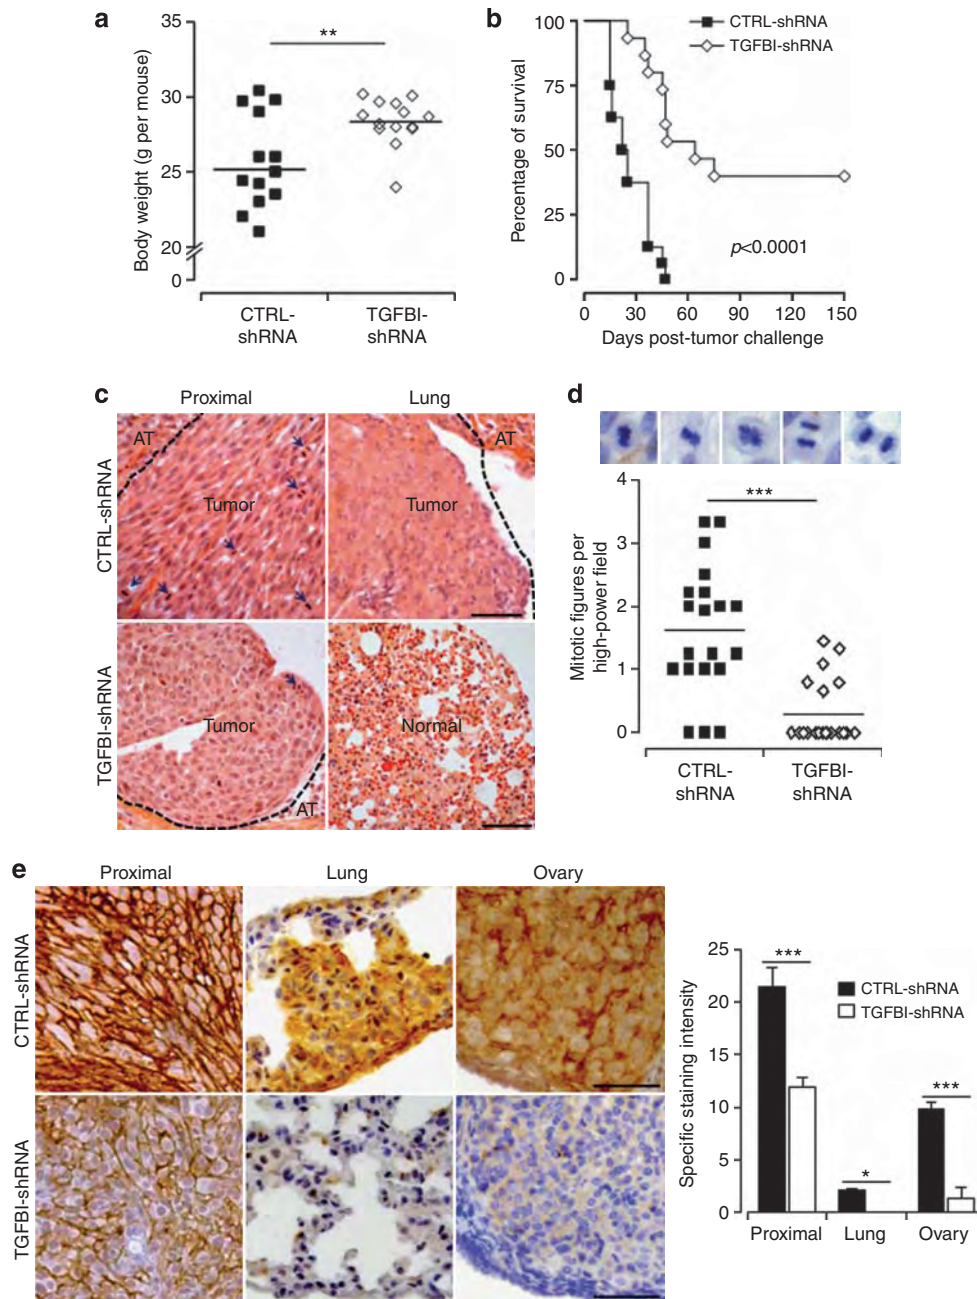 a
35
30
25
20
0
Body weight (g per mouse)
**
CTRL-
shRNA
TGFBI-
shRNA
b
100
75
50
25
0
Percentage of survival
CTRL-shRNA
TGFBI-shRNA
p<0.0001
0 30 60 90 120 150
Days post-tumor challenge
c
Proximal Lung
CTRL-shRNA
AT
Tumor
Tumor
AT
TGFBI-shRNA
Tumor
AT
Normal
d
4
3
2
1
0
Mitotic figures per
high-power field
***
CTRL-
shRNA
TGFBI-
shRNA
e
Proximal Lung Ovary
CTRL-shRNA
TGFBI-shRNA
25
20
15
10
5
0
Specific staining intensity
***
*
***
CTRL-shRNA
TGFBI-shRNA
Proximal Lung Ovary